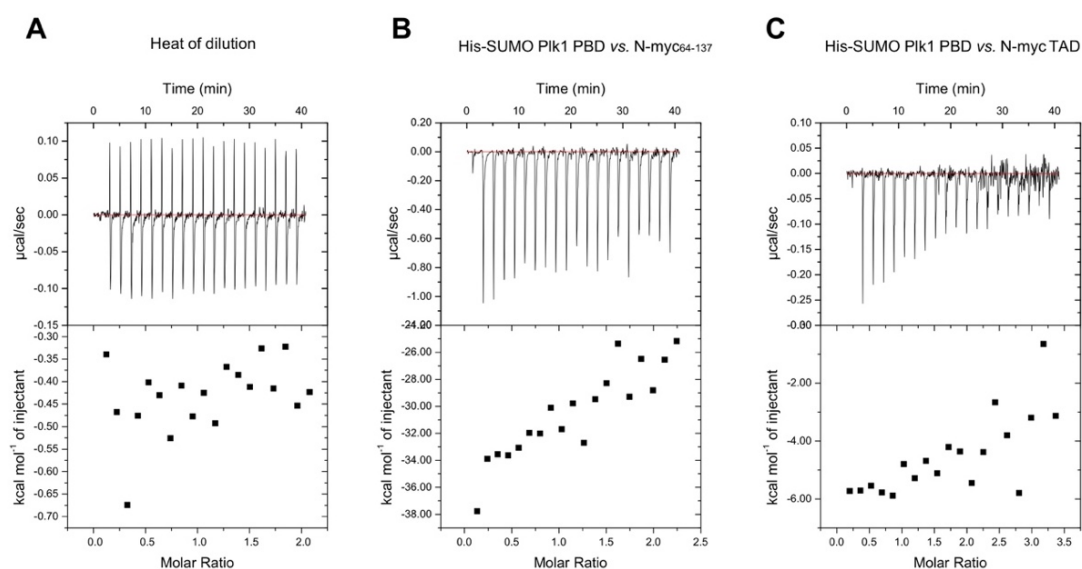 A
Heat of dilution
Time (min)
0 10 20 30 40
0.10
0.05
0.00
-0.05
-0.10
-0.15
µcal/sec
-0.30
-0.35
-0.40
-0.45
-0.50
-0.55
-0.60
-0.65
-0.70
kcal mol-1 of injectant
0.0 0.5 1.0 1.5 2.0
Molar Ratio
B
His-SUMO Plk1 PBD vs. N-myc64-137
Time (min)
0 10 20 30 40
0.20
0.00
-0.20
-0.40
-0.60
-0.80
-1.00
µcal/sec
-24.00
-26.00
-28.00
-30.00
-32.00
-34.00
-36.00
-38.00
kcal mol-1 of injectant
0.0 0.5 1.0 1.5 2.0 2.5
Molar Ratio
C
His-SUMO Plk1 PBD vs. N-myc TAD
Time (min)
0 10 20 30 40
0.10
0.05
0.00
-0.05
-0.10
-0.15
-0.20
-0.25
µcal/sec
-2.00
-4.00
-6.00
kcal mol-1 of injectant
0.0 0.5 1.0 1.5 2.0 2.5 3.0 3.5
Molar Ratio